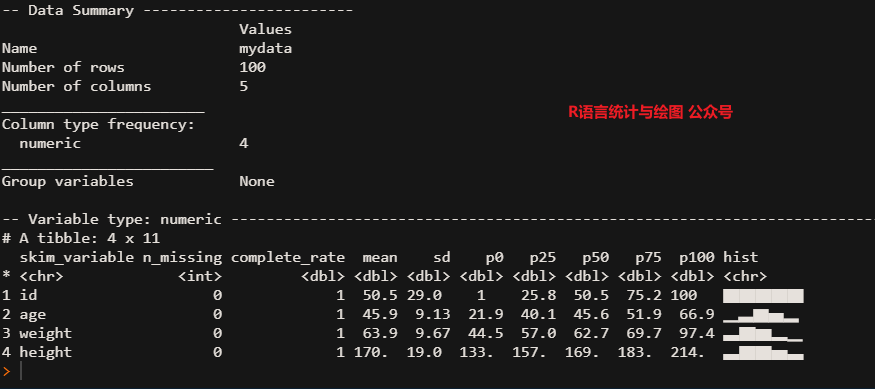 -- Data Summary ------------------------
                           Values
Name                       mydata
Number of rows             100
Number of columns          5
_______________________
R语言统计与绘图 公众号
Column type frequency:
  numeric                  4
________________________
Group variables            None

-- Variable type: numeric --------------------------------------------------------------------------
# A tibble: 4 x 11
  skim_variable n_missing complete_rate  mean    sd    p0   p25   p50   p75  p100 hist
* <chr>             <int>         <dbl> <dbl> <dbl> <dbl> <dbl> <dbl> <dbl> <dbl> <chr>
1 id                    0             1  50.5 29.0    1    25.8  50.5  75.2 100   
2 age                   0             1  45.9  9.13  21.9  40.1  45.6  51.9  66.9 
3 weight                0             1  63.9  9.67  44.5  57.0  62.7  69.7  97.4 
4 height                0             1 170.  19.0  133.  157.  169.  183.  214.  
>